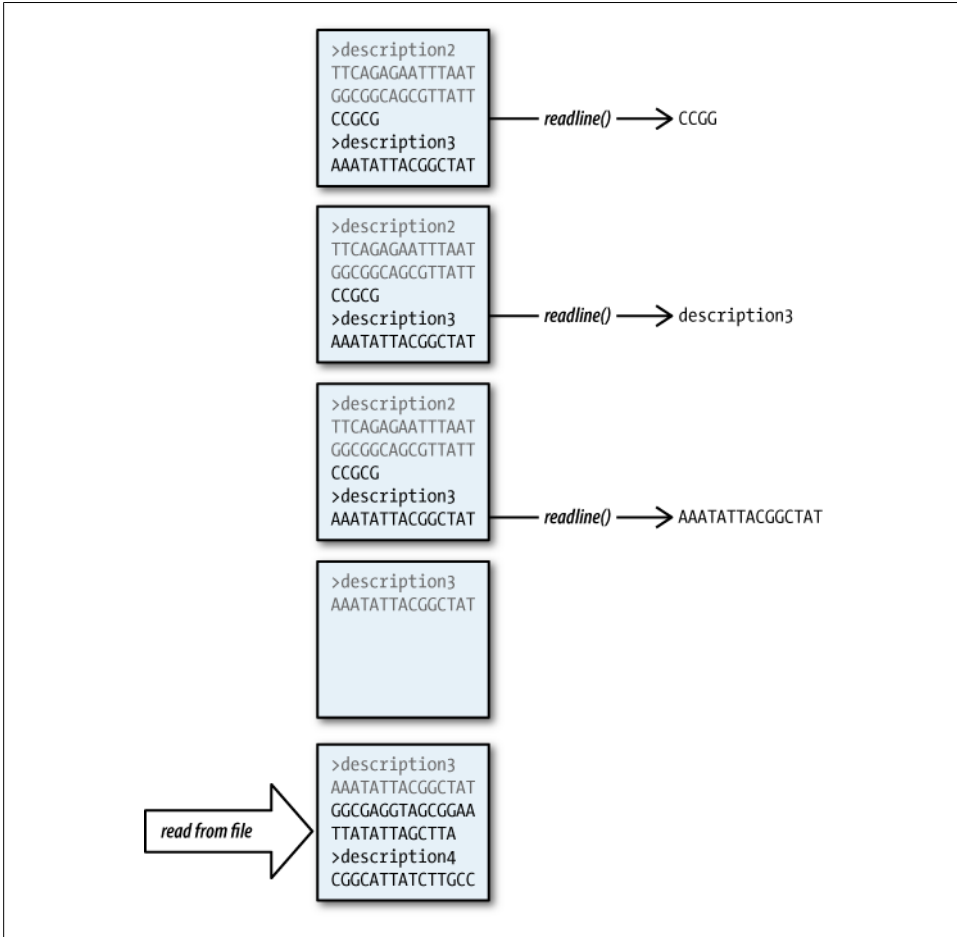 >description2
TTCAGAGAATTTAAT
GGCGGCAGCGTTATT
CCGCG readline() CCGG
>description3
AAATATTACGGCTAT
>description2
TTCAGAGAATTTAAT
GGCGGCAGCGTTATT
CCGCG
>description3 readline() description3
AAATATTACGGCTAT
>description2
TTCAGAGAATTTAAT
GGCGGCAGCGTTATT
CCGCG
>description3
AAATATTACGGCTAT readline() AAATATTACGGCTAT
>description3
AAATATTACGGCTAT
>description3
AAATATTACGGCTAT
GGCGAGGTAGCGGAA
read from file TTATATTAGCTTA
>description4
CGGCATTATCTTGCC